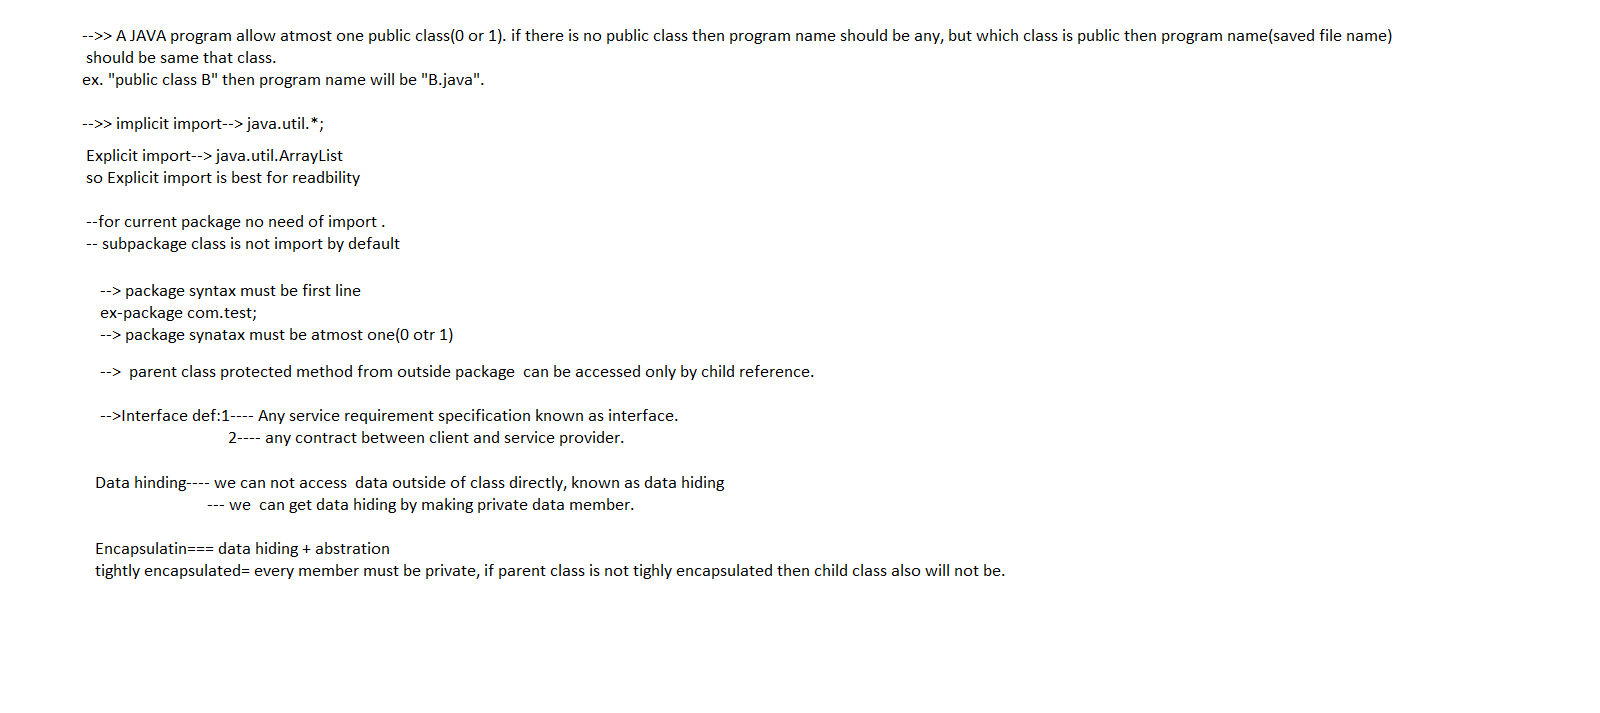 -->> A JAVA program allow atmost one public class(0 or 1). if there is no public class then program name should be any, but which class is public then program name(saved file name)
should be same that class.
ex. "public class B" then program name will be "B.java".
-->> implicit import--> java.util.*;
Explicit import--> java.util.ArrayList
so Explicit import is best for readbility
--for current package no need of import .
-- subpackage class is not import by default
--> package syntax must be first line
ex-package com.test;
--> package synatax must be atmost one(0 otr 1)
--> parent class protected method from outside package can be accessed only by child reference.
-->Interface def:1---- Any service requirement specification known as interface.
2---- any contract between client and service provider.
Data hinding---- we can not access data outside of class directly, known as data hiding
--- we can get data hiding by making private data member.
Encapsulatin=== data hiding + abstration
tightly encapsulated= every member must be private, if parent class is not tighly encapsulated then child class also will not be.